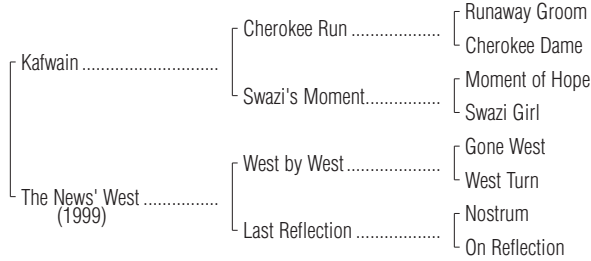 Runaway Groom
Cherokee Run ....................
Cherokee Dame
Kafwain ..............................
Moment of Hope
Swazi's Moment.................
Swazi Girl
Gone West
West by West.....................
West Turn
The News' West ................
(1999)
Nostrum
Last Reflection ...................
On Reflection